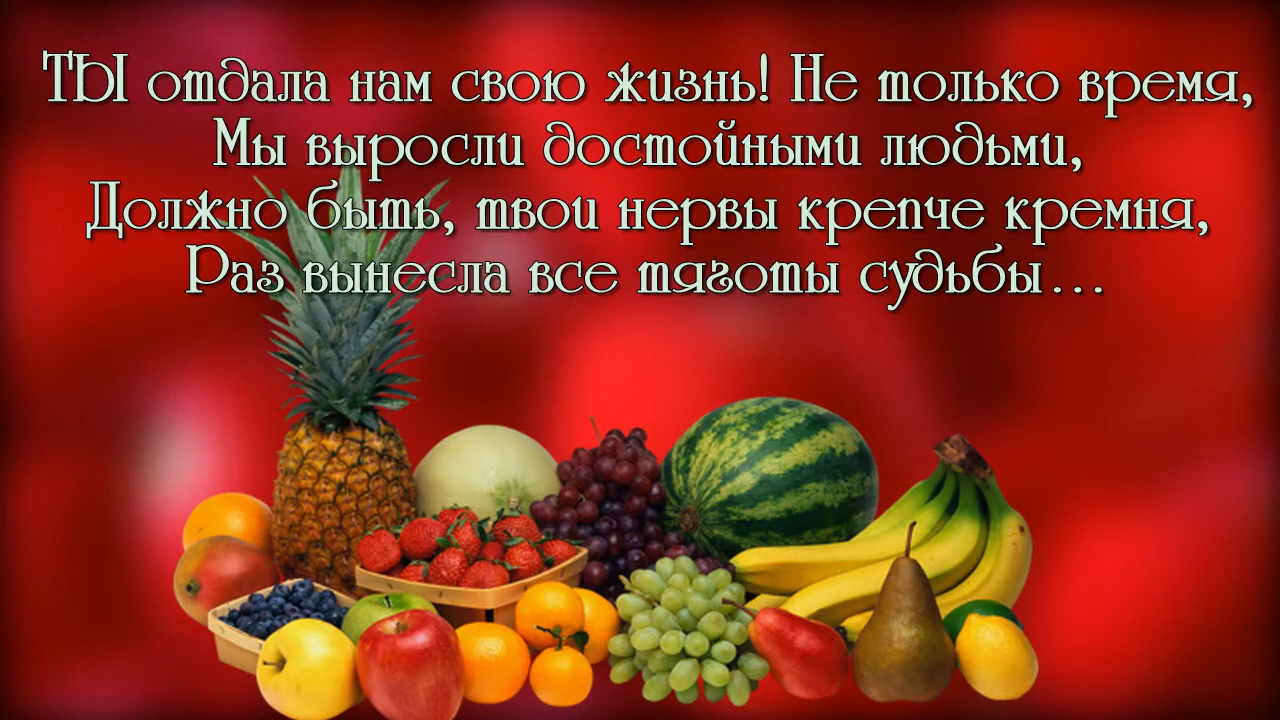 ТЫ отдала нам свою жизнь! Не только время,
Мы выросли достойными людьми,
Должно быть, твои нервы крепче кремня,
Раз вынесла все тяготы судьбы...